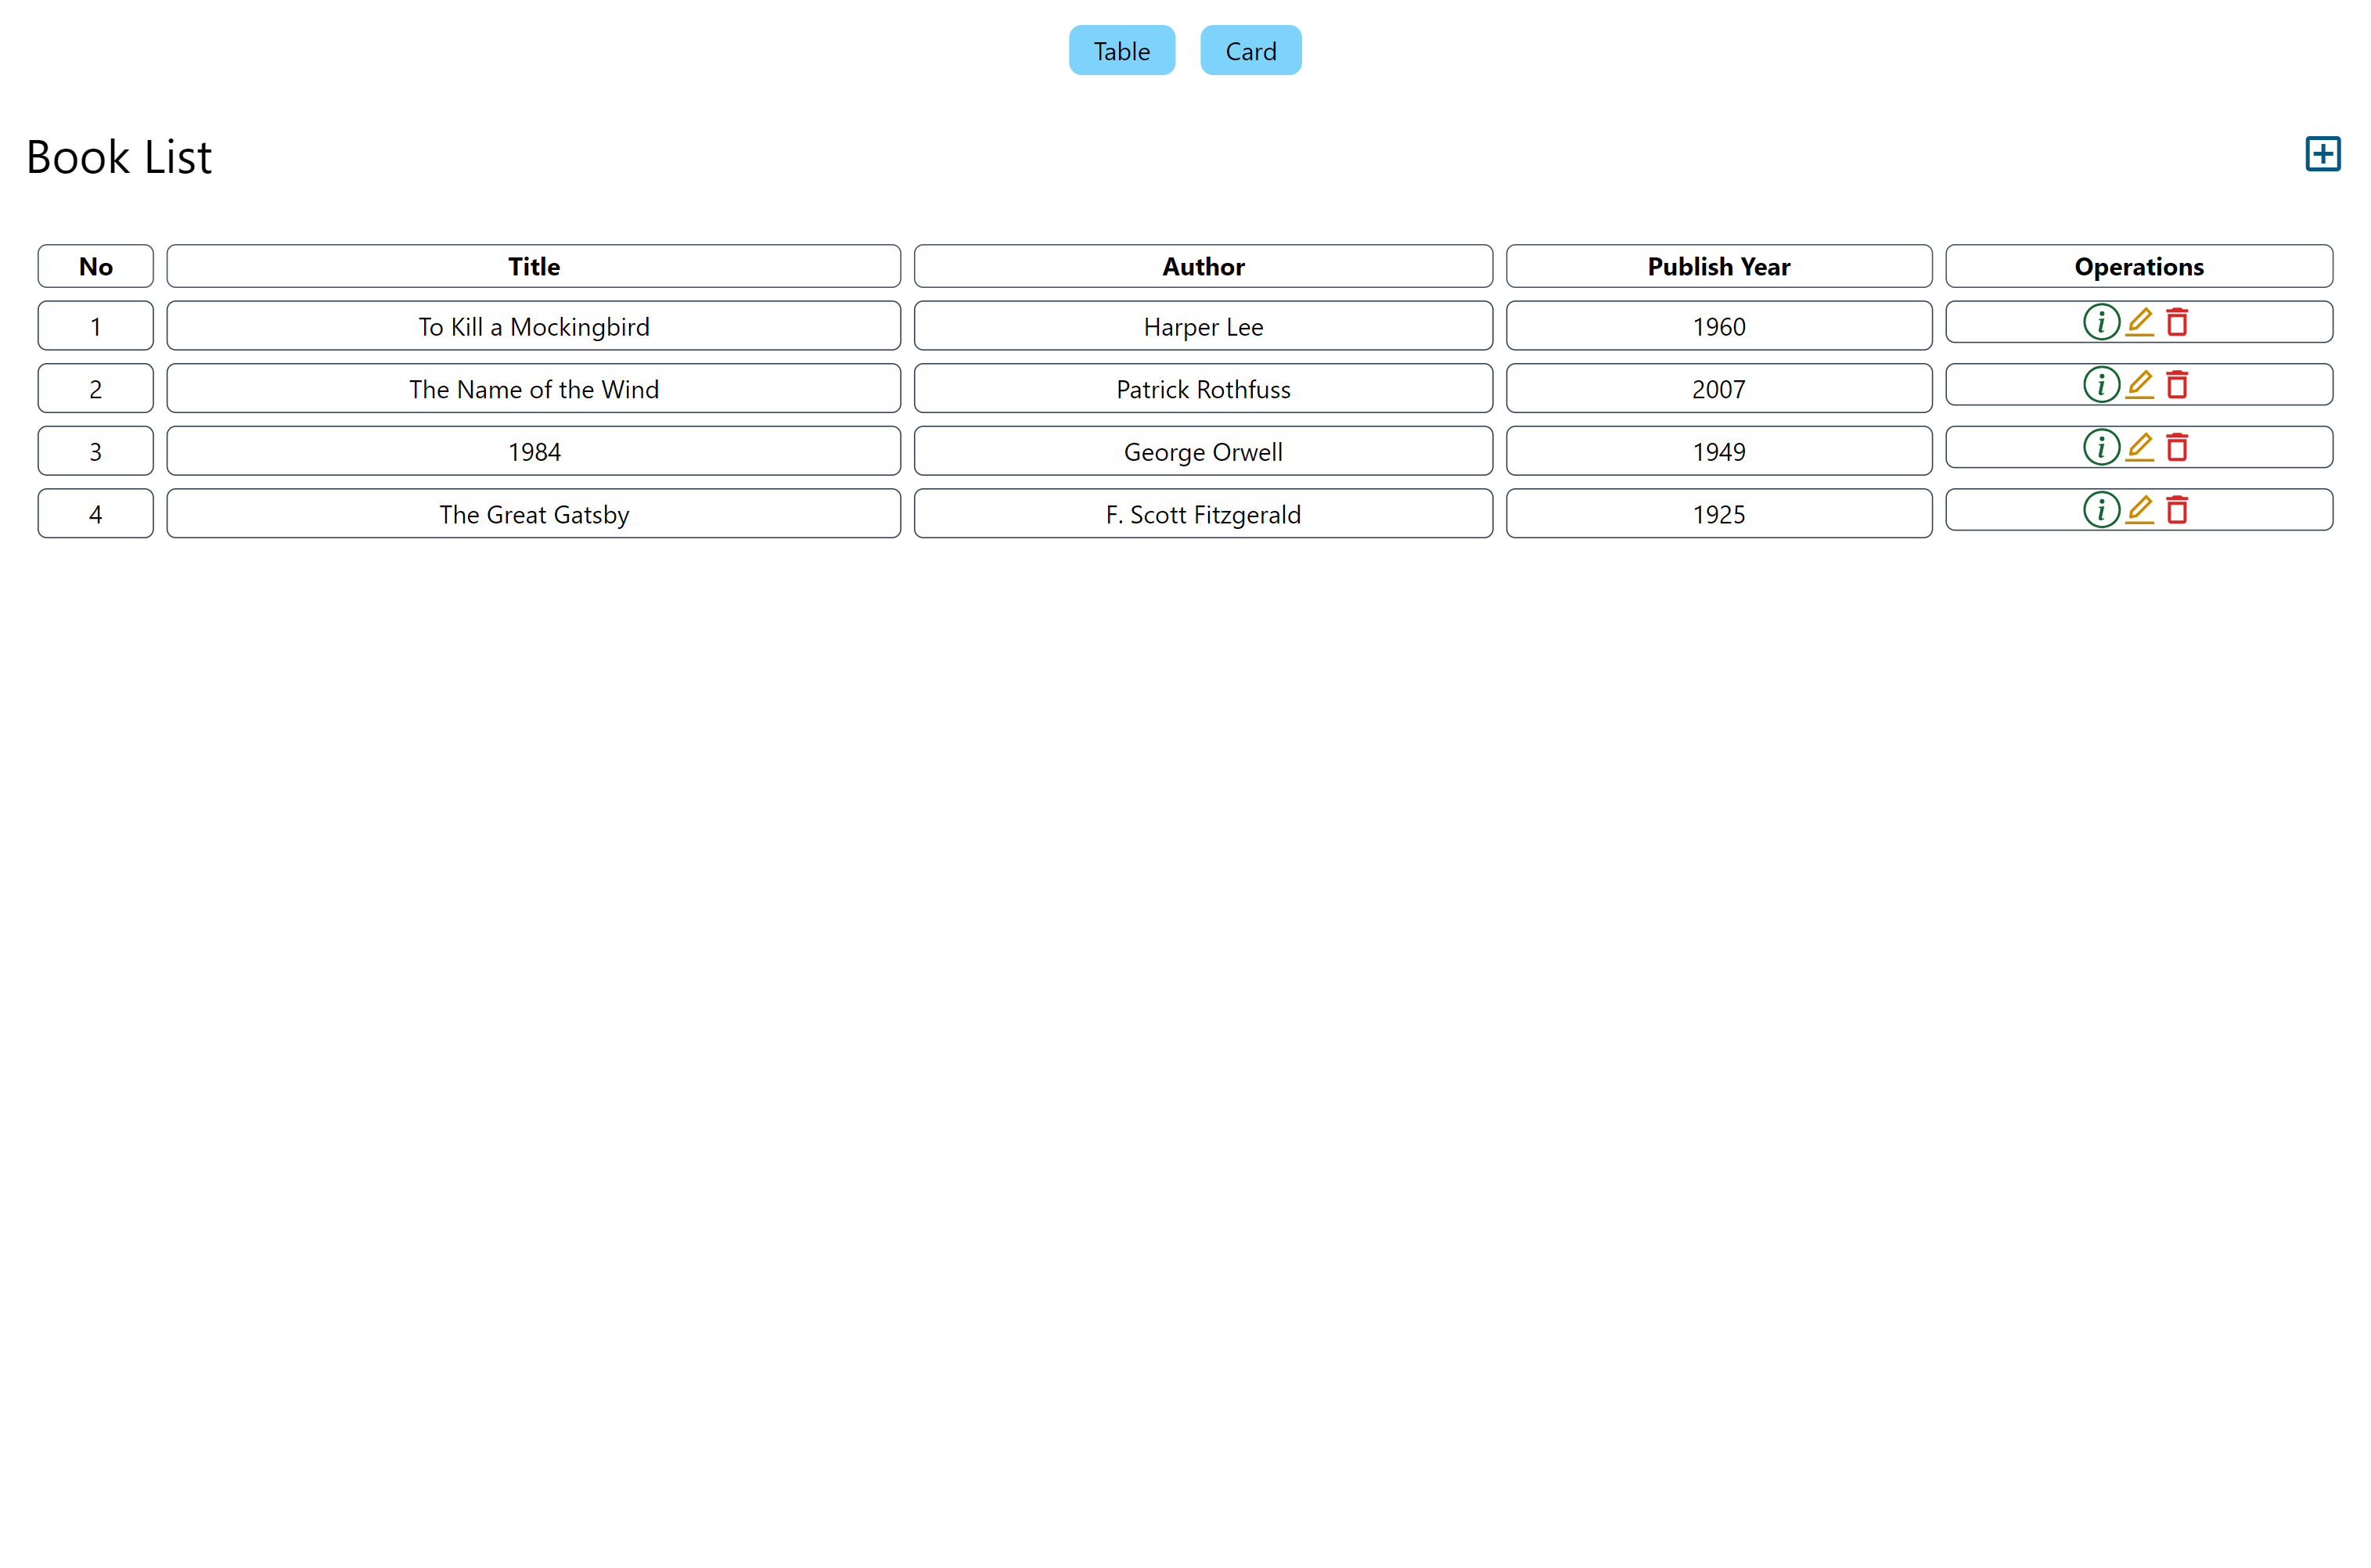 Table Card
Book List
No Title Author Publish Year Operations
1 To Kill a Mockingbird Harper Lee 1960
2 The Name of the Wind Patrick Rothfuss 2007
3 1984 George Orwell 1949
4 The Great Gatsby F. Scott Fitzgerald 1925